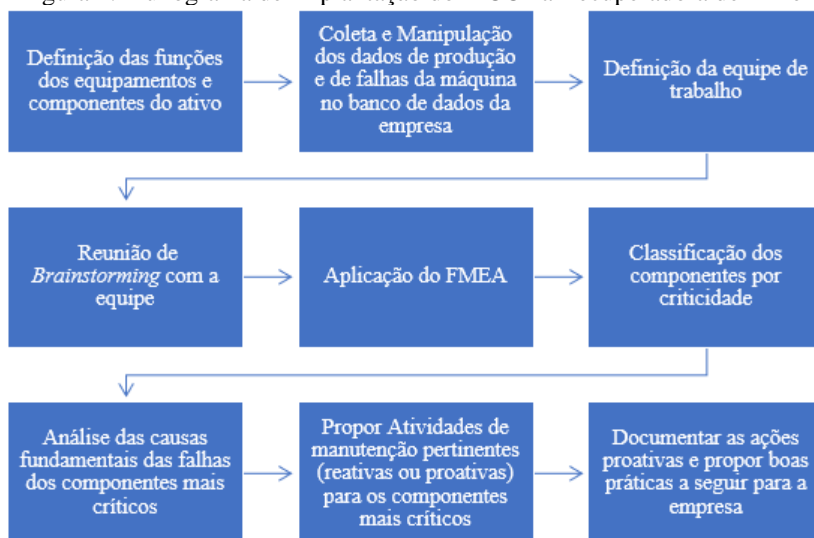 Definição das funções
dos equipamentos e
componentes do ativo
Coleta e Manipulação
dos dados de produção
e de falhas da máquina
no banco de dados da
empresa
Definição da equipe de
trabalho
Reunião de
Brainstorming com a
equipe
Aplicação do FMEA
Classificação dos
componentes por
criticidade
Análise das causas
fundamentais das falhas
dos componentes mais
críticos
Propor Atividades de
manutenção pertinentes
(reativas ou proativas)
para os componentes
mais críticos
Documentar as ações
proativas e propor boas
práticas a seguir para a
empresa